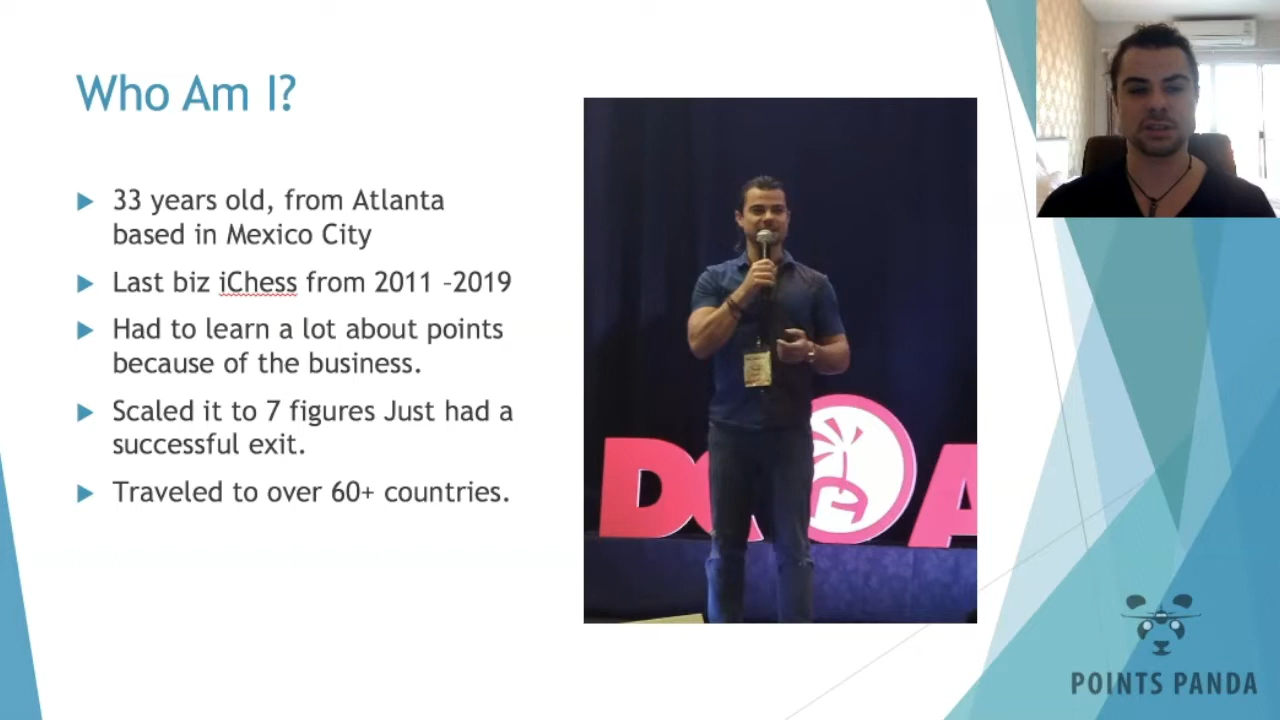 Who Am I?
33 years old, from Atlanta
based in Mexico City
Last biz iChess from 2011 –2019
Had to learn a lot about points
because of the business.
Scaled it to 7 figures Just had a
successful exit.
Traveled to over 60+ countries.
POINTS PANDA